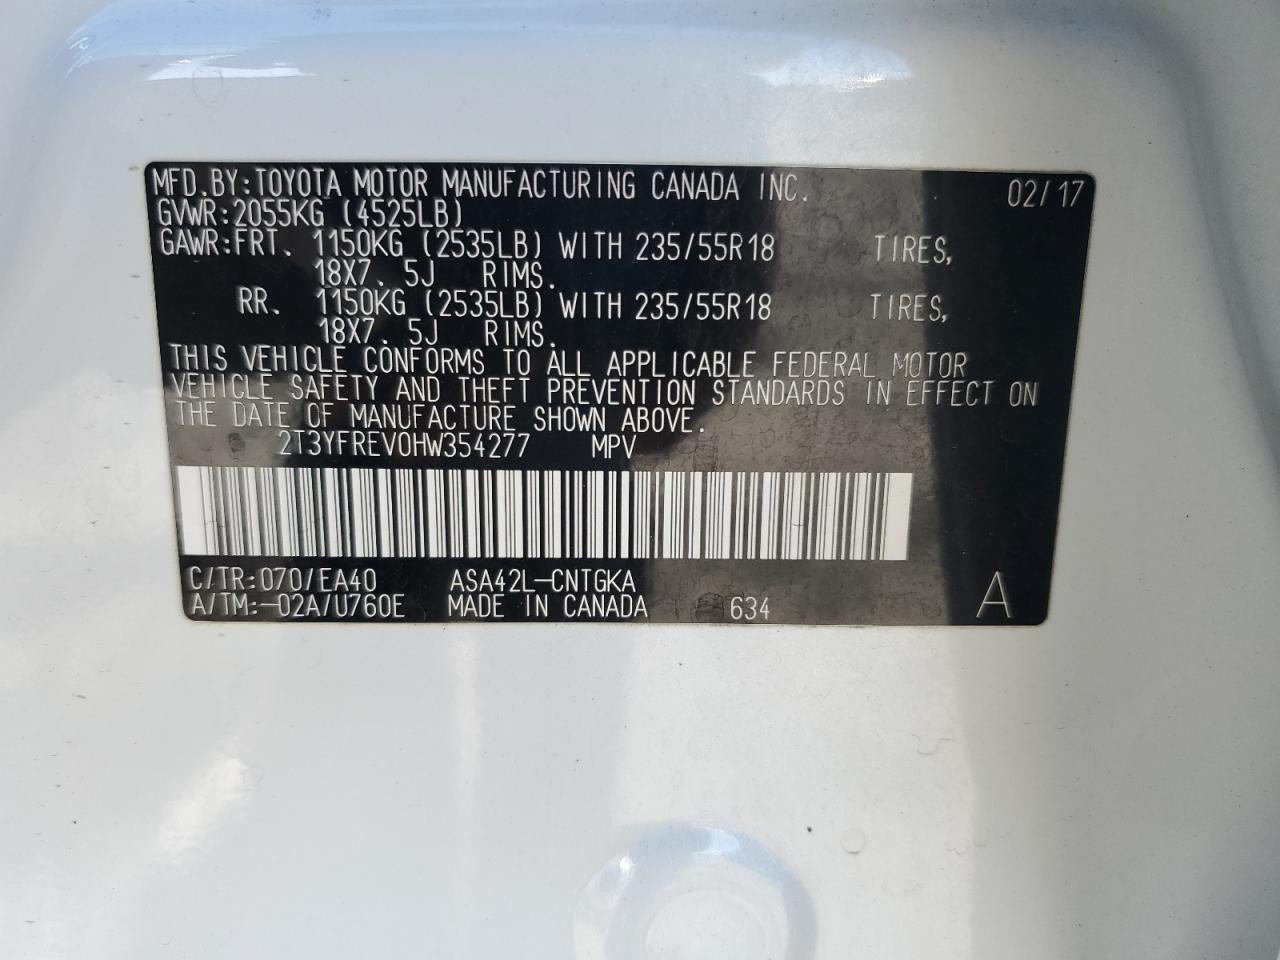 MFD.BY:TOYOTA MOTOR MANUFACTURING CANADA INC. 02/17
GVWR:2055KG (4525LB)
GAWR:FRT. 1150KG (2535LB) WITH 235/55R18 TIRES,
18X7. 5J RIMS.
RR. 1150KG (2535LB) WITH 235/55R18 TIRES,
18X7. 5J RIMS.
THIS VEHICLE CONFORMS TO ALL APPLICABLE FEDERAL MOTOR
VEHICLE SAFETY AND THEFT PREVENTION STANDARDS IN EFFECT ON
THE DATE OF MANUFACTURE SHOWN ABOVE.
2T3YFREV0HW354277 MPV
C/TR:070/EA40 ASA42L-CNTGKA
A/TM:-02A/U760E MADE IN CANADA 634 A